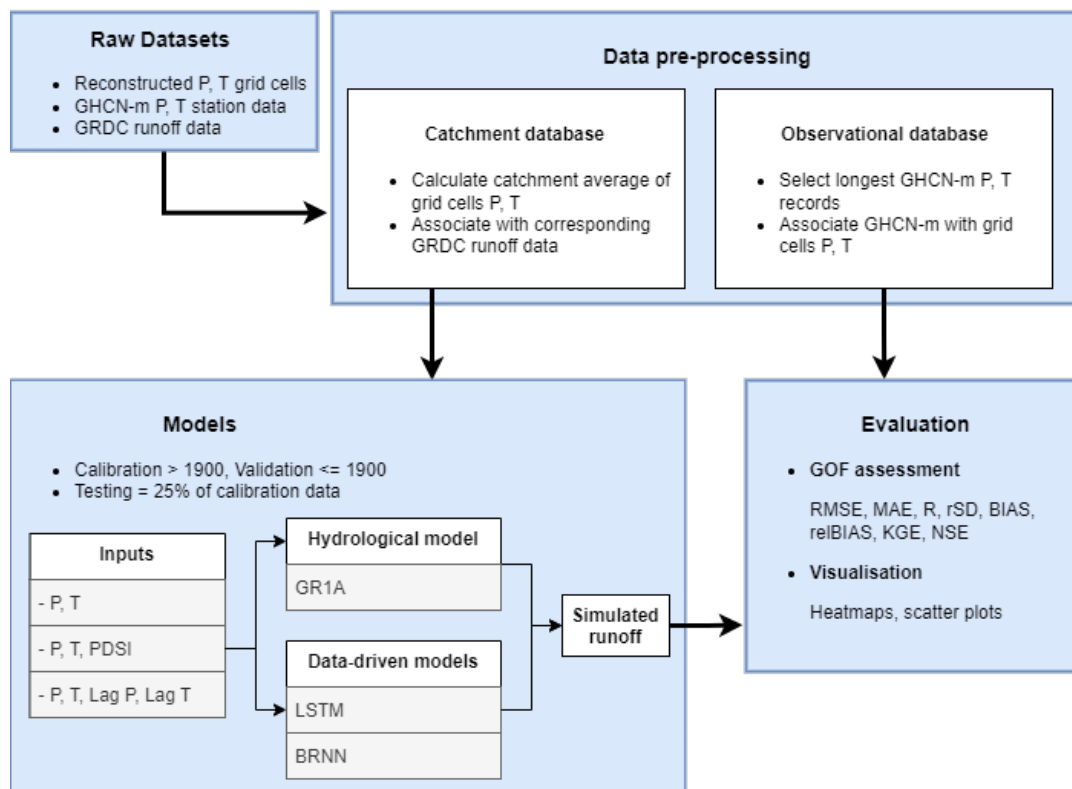 Raw Datasets
• Reconstructed P, T grid cells
• GHCN-m P, T station data
• GRDC runoff data
Data pre-processing
Catchment database
• Calculate catchment average of
grid cells P, T
• Associate with corresponding
GRDC runoff data
Observational database
• Select longest GHCN-m P, T
records
• Associate GHCN-m with grid
cells P, T
Models
• Calibration > 1900, Validation <= 1900
• Testing = 25% of calibration data
Inputs
- P, T
- P, T, PDSI
- P, T, Lag P, Lag T
Hydrological model
GR1A
Data-driven models
LSTM
BRNN
Simulated
runoff
Evaluation
• GOF assessment
RMSE, MAE, R, rSD, BIAS,
relBIAS, KGE, NSE
• Visualisation
Heatmaps, scatter plots